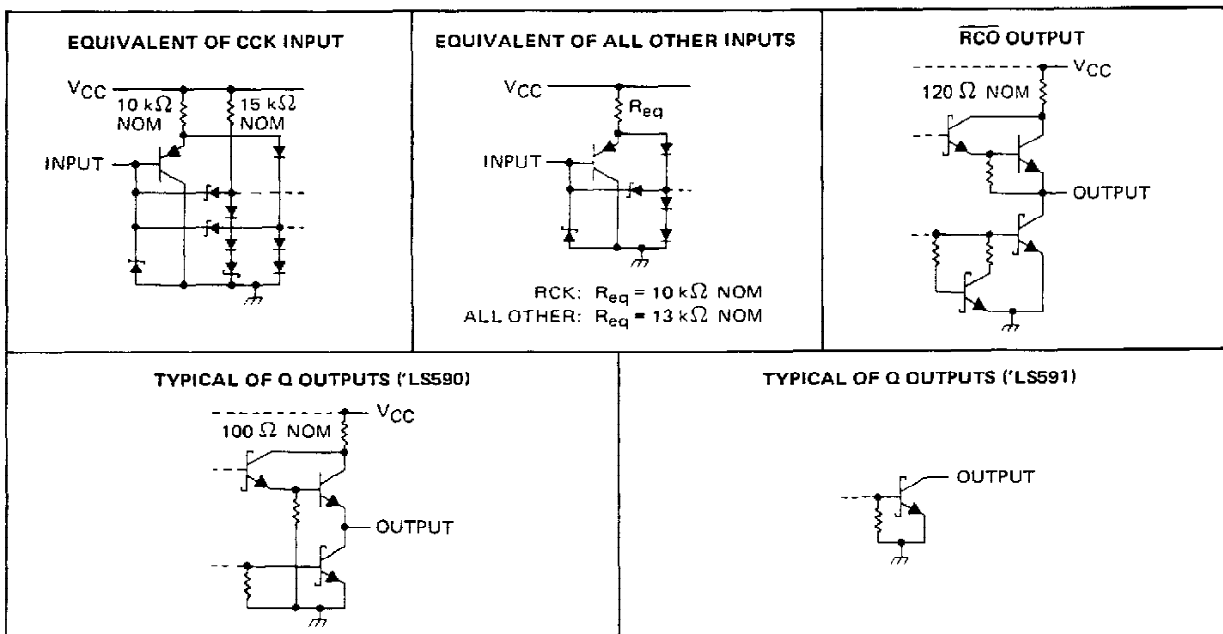 EQUIVALENT OF CCK INPUT
VCC
10 kΩ
NOM
15 kΩ
NOM
INPUT
EQUIVALENT OF ALL OTHER INPUTS
VCC
Req
INPUT
RCK: Req = 10 kΩ NOM
ALL OTHER: Req = 13 kΩ NOM
R̅C̅O̅ OUTPUT
VCC
120 Ω NOM
OUTPUT
TYPICAL OF Q OUTPUTS ('LS590)
VCC
100 Ω NOM
OUTPUT
TYPICAL OF Q OUTPUTS ('LS591)
OUTPUT